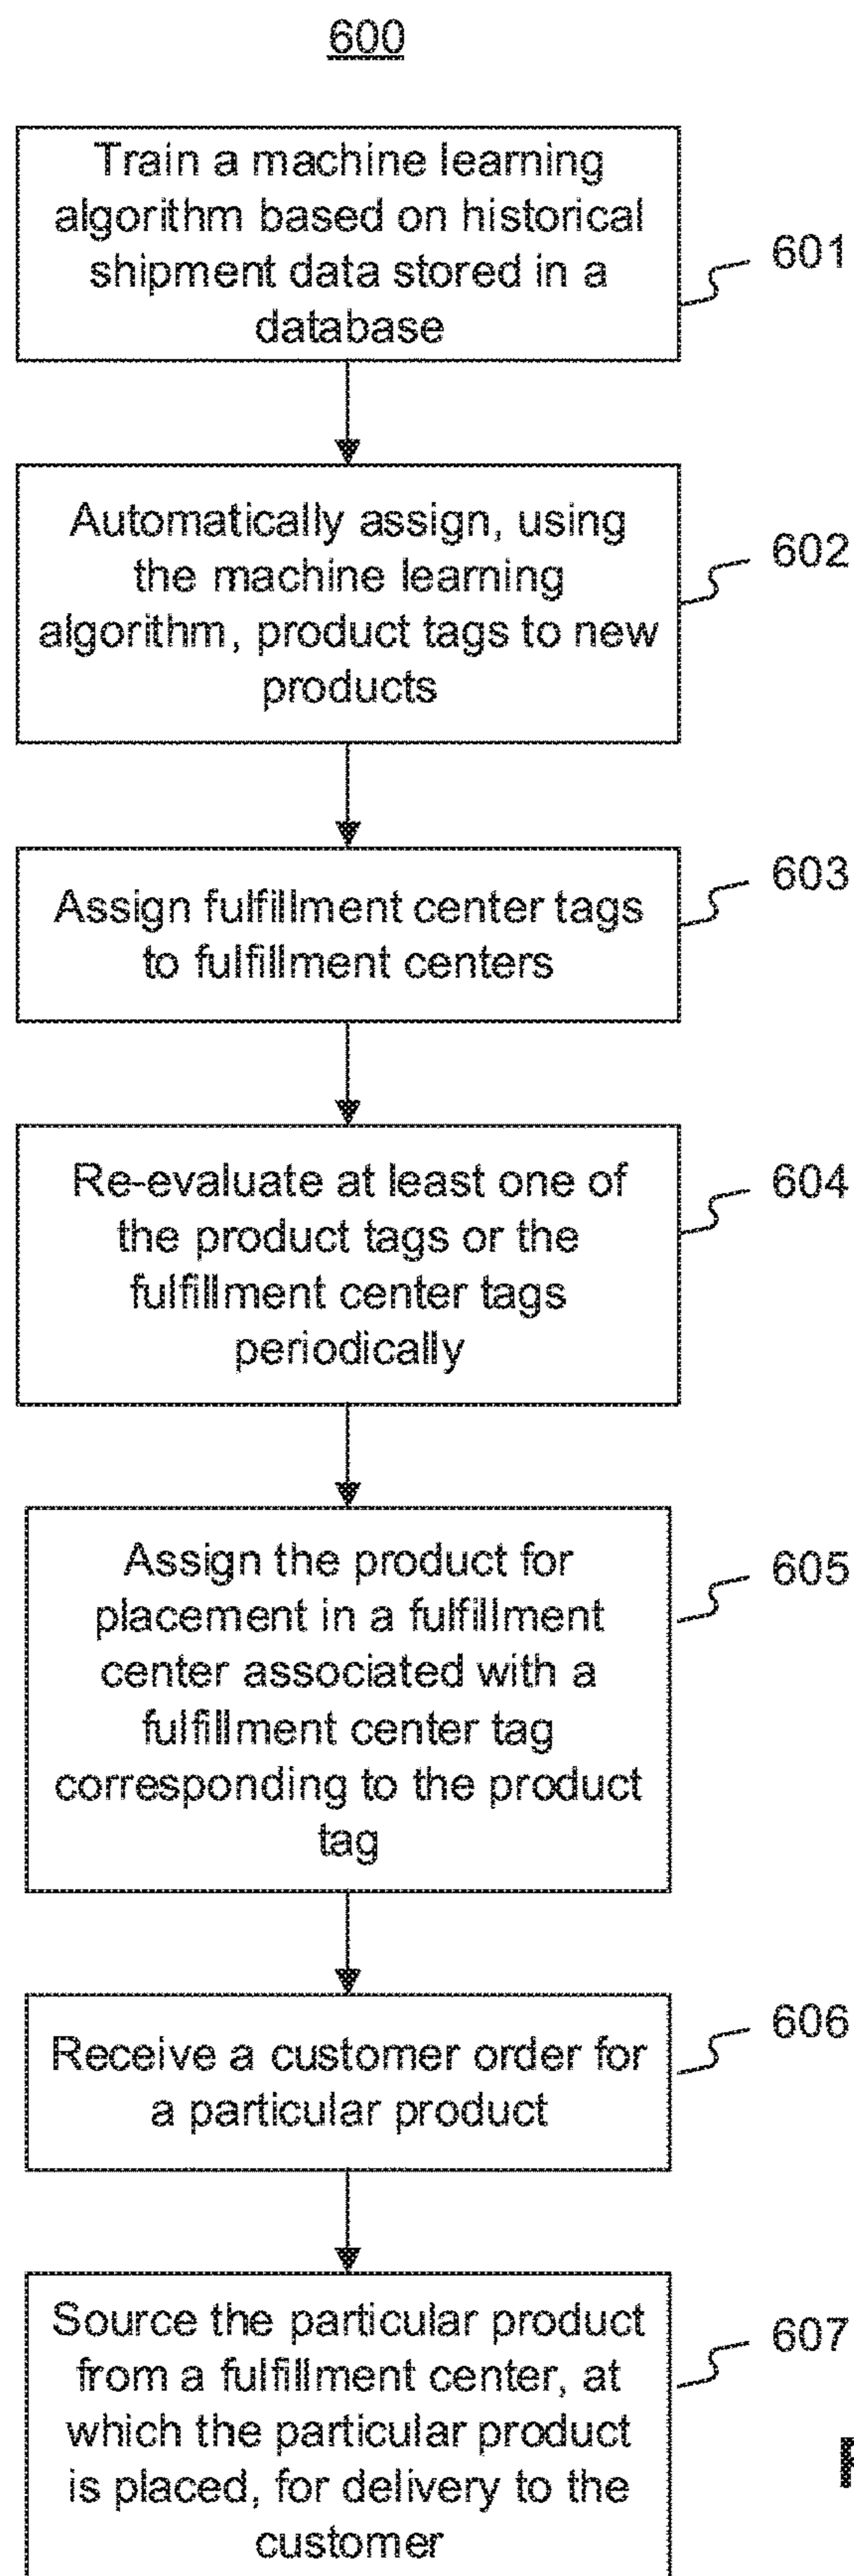 600
Train a machine learning
algorithm based on historical
shipment data stored in a
database
601
Automatically assign, using
the machine learning
algorithm, product tags to new
products
602
Assign fulfillment center tags
to fulfillment centers
603
Re-evaluate at least one of
the product tags or the
fulfillment center tags
periodically
604
Assign the product for
placement in a fulfillment
center associated with a
fulfillment center tag
corresponding to the product
tag
605
Receive a customer order for
a particular product
606
Source the particular product
from a fulfillment center, at
which the particular product
is placed, for delivery to the
customer
607